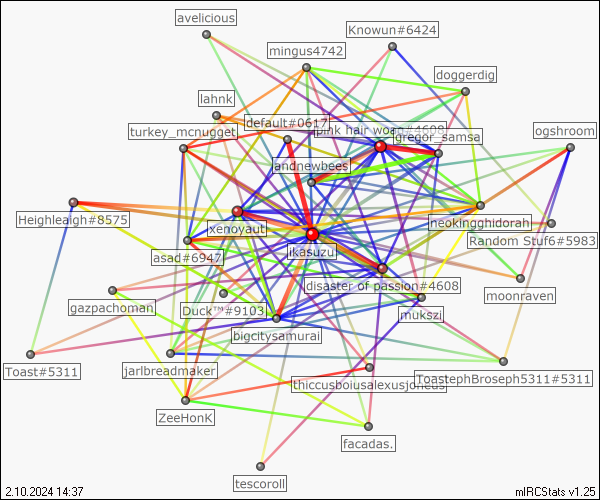 avelicious
Knowun#6424
mingus4742
doggerdig
lahnk
default#0617
pink hair woag#4608
turkey_mcnugget
gregor_samsa
ogshroom
andnewbees
Heighleaigh#8575
xenoyaut
neokingghidorah
Random Stuf6#5983
ikasuzu
asad#6947
disaster of passion#4608
moonraven
gazpachoman
Duck™#9103
mukszi
bigcitysamurai
Toast#5311
jarlbreadmaker
ToastephBroseph5311#5311
thiccusboiusalexusjoneus
ZeeHonK
facadas.
tescoroll
2.10.2024 14:37
mIRCStats v1.25